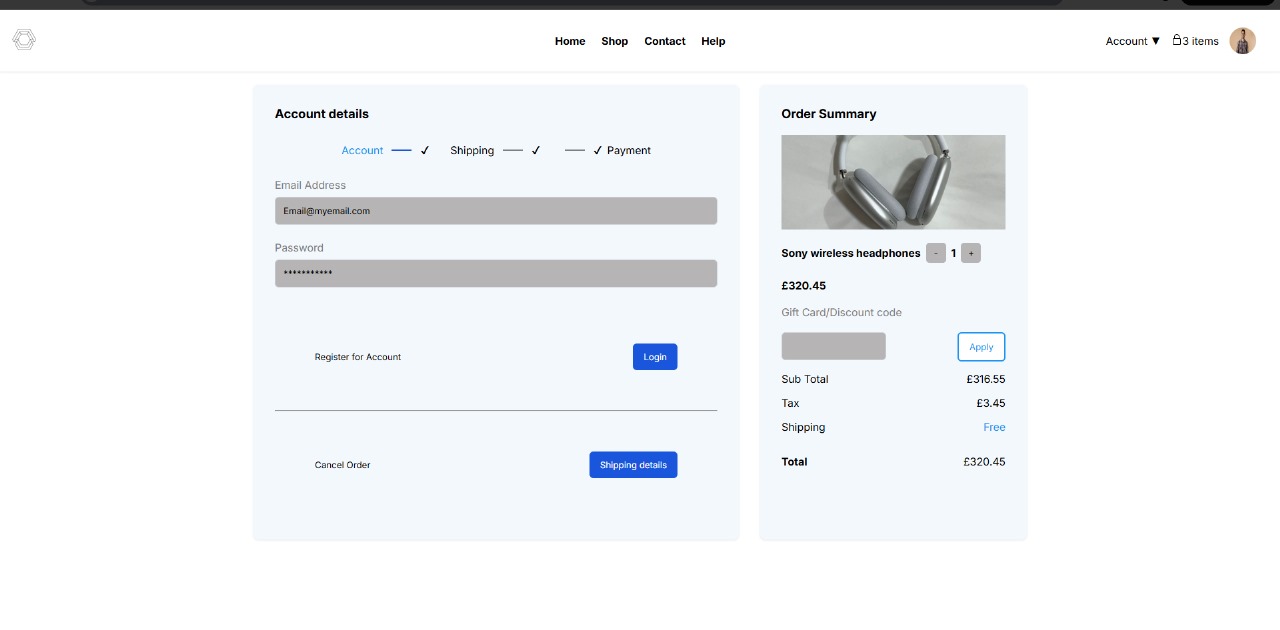 Home Shop Contact Help
Account ▼ 3 items
Account details
Account ✓ Shipping ✓ ✓ Payment
Email Address
Email@myemail.com
Password
***********
Register for Account Login
Cancel Order Shipping details
Order Summary
Sony wireless headphones - 1 +
£320.45
Gift Card/Discount code
Apply
Sub Total £316.55
Tax £3.45
Shipping Free
Total £320.45